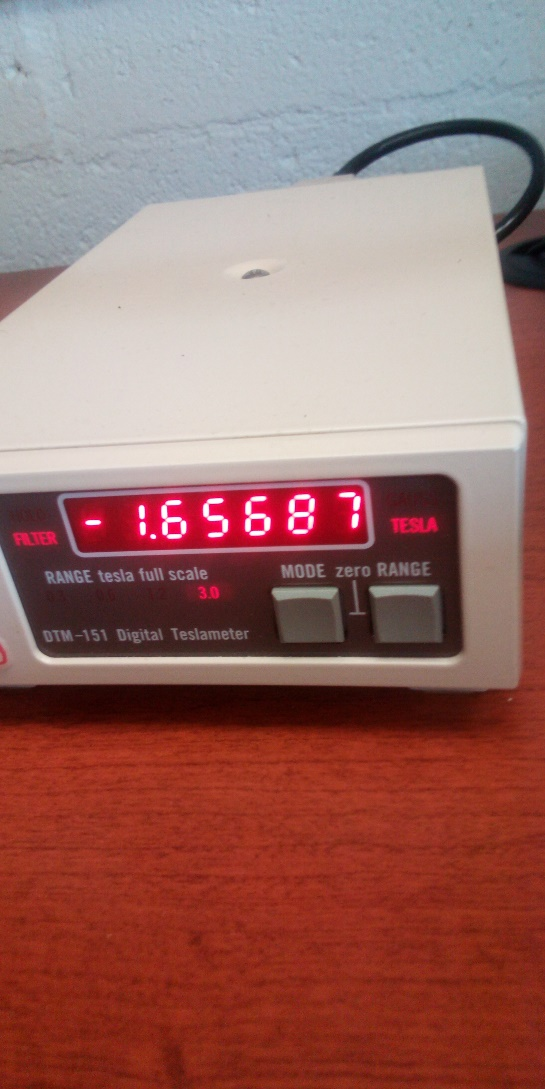 -1.65687
FILTER
TESLA
RANGE tesla full scale
MODE zero RANGE
3.0
DTM-151 Digital Teslameter